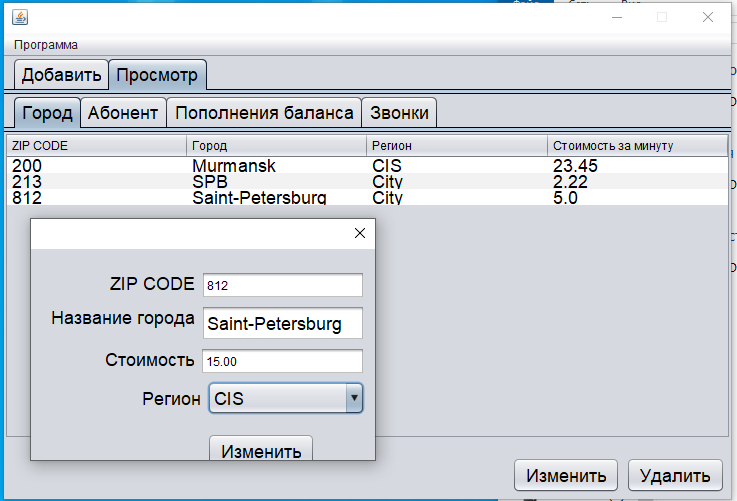 Программа
Добавить Просмотр
Город Абонент Пополнения баланса Звонки
ZIP CODE Город Регион Стоимость за минуту
200 Murmansk CIS 23.45
213 SPB City 2.22
812 Saint-Petersburg City 5.0
ZIP CODE 812
Название города Saint-Petersburg
Стоимость 15.00
Регион CIS
Изменить
Изменить Удалить